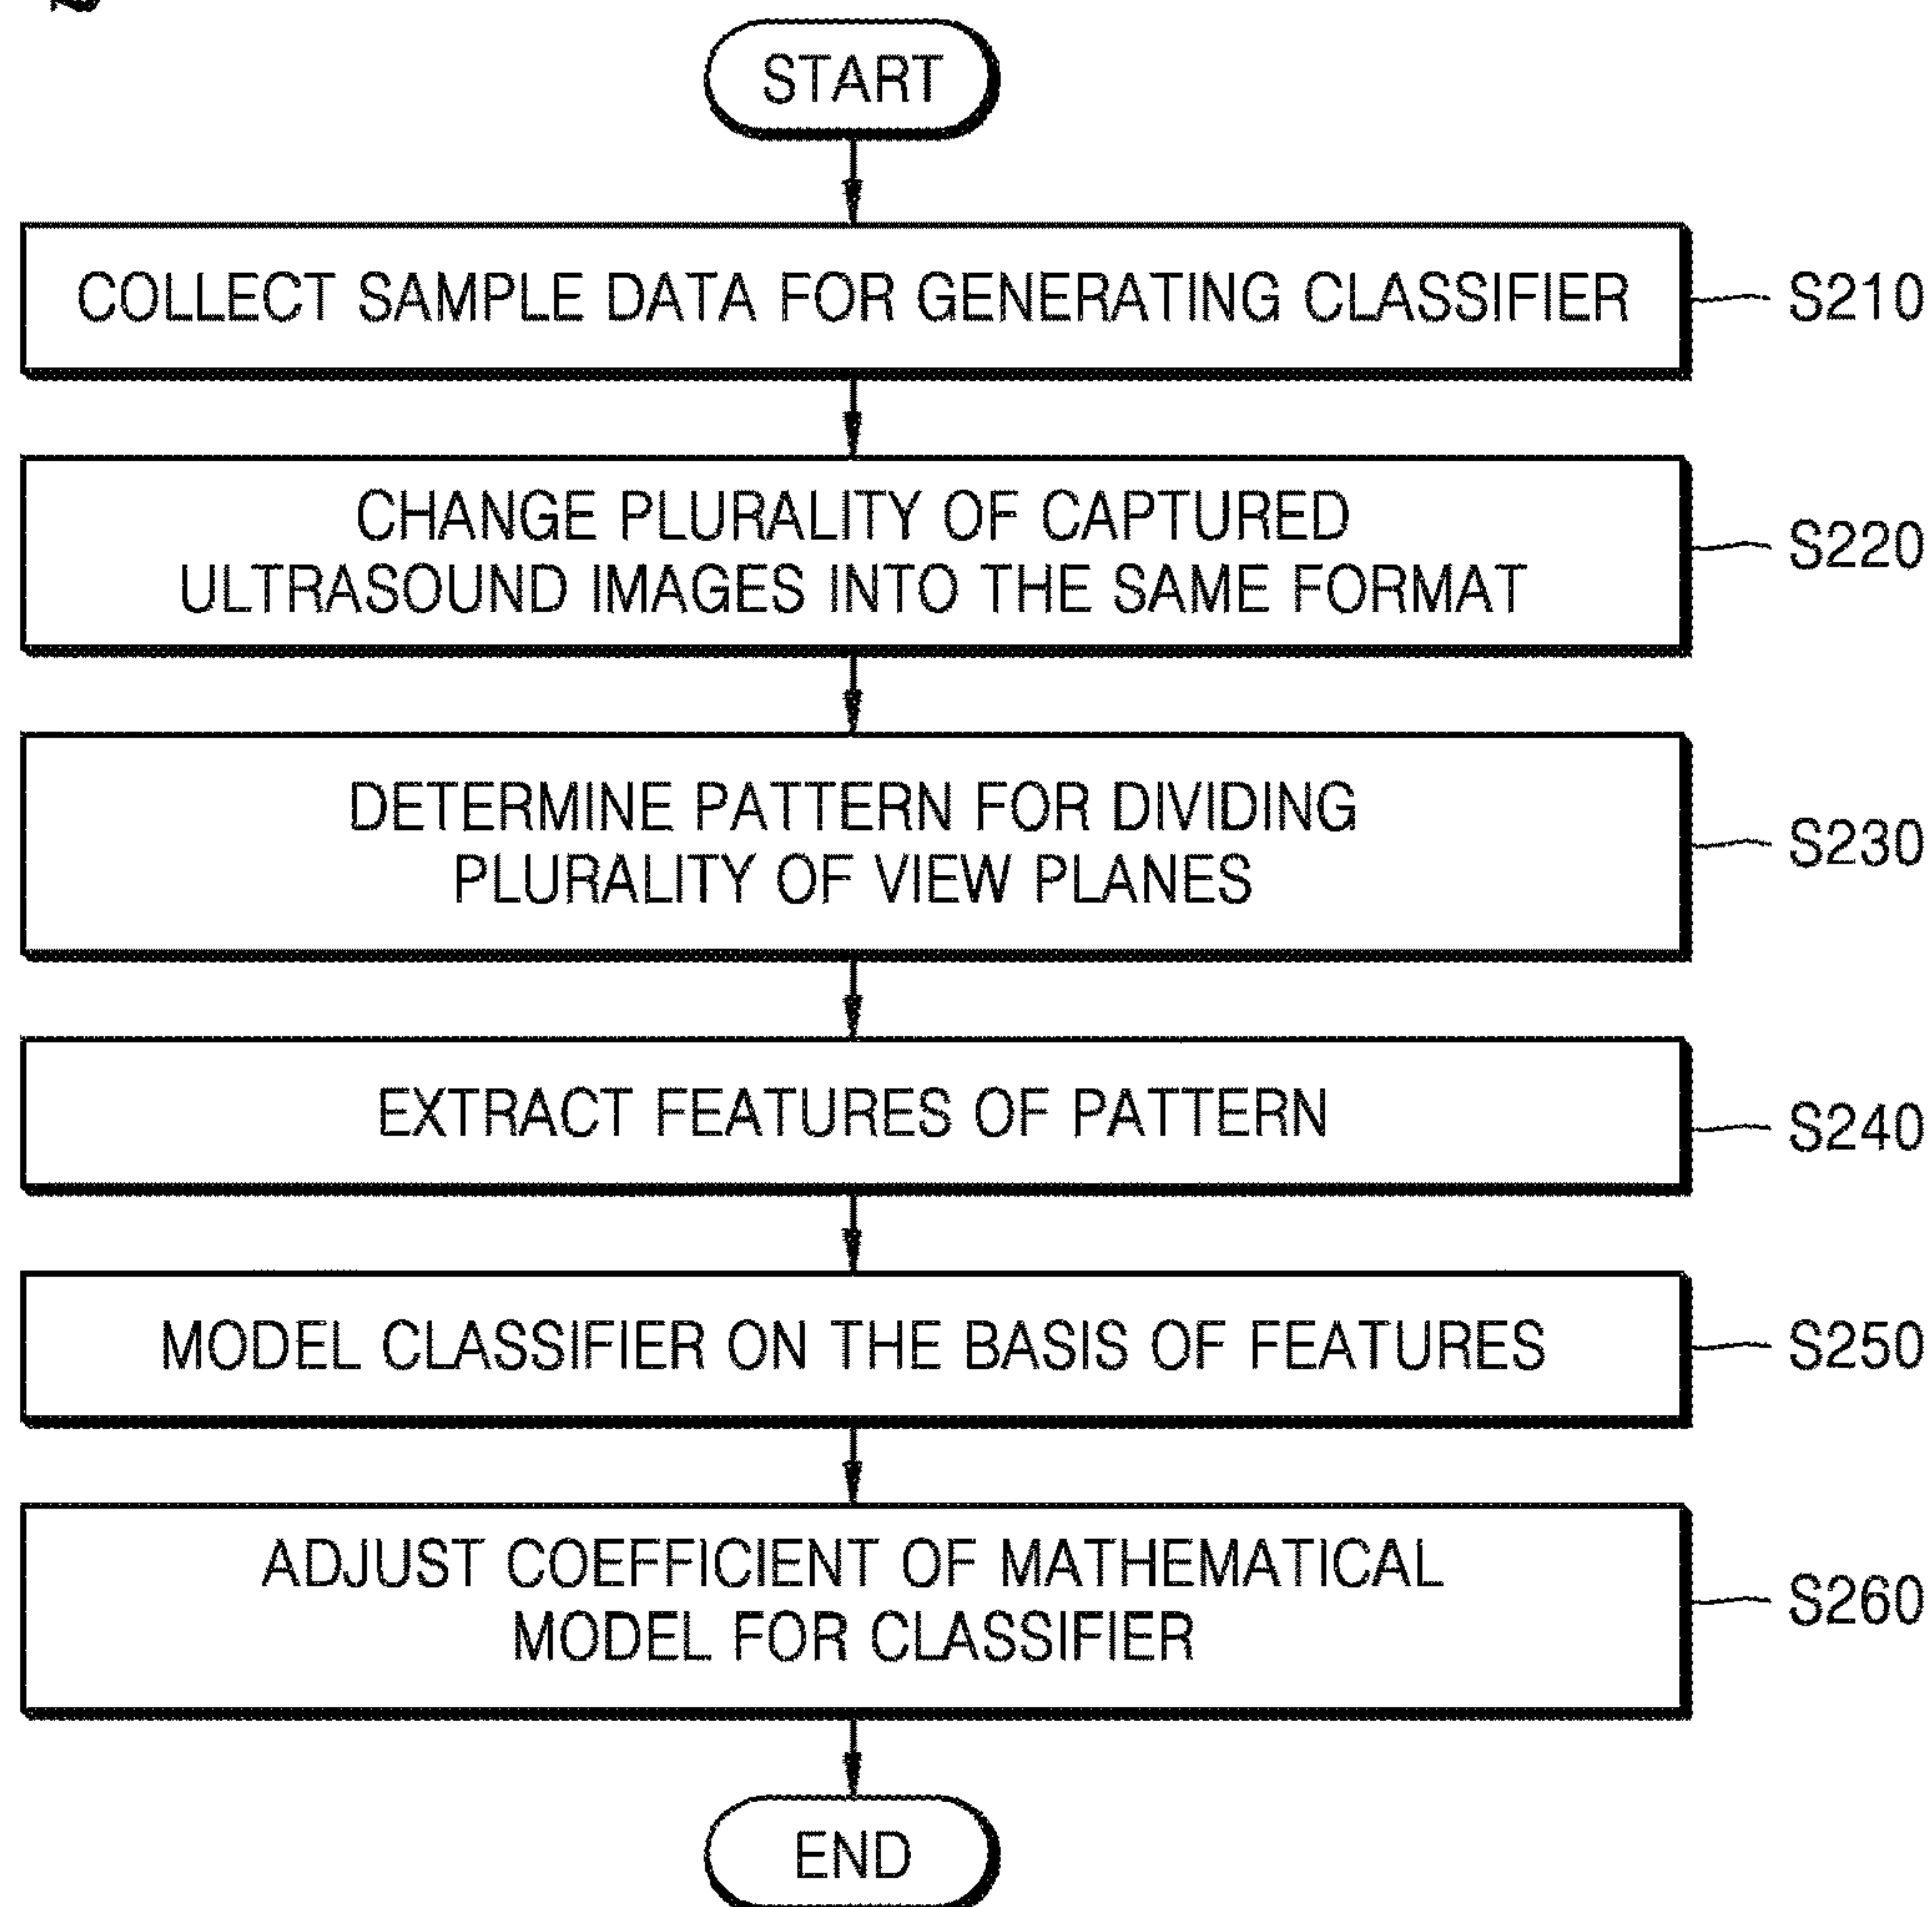 START
COLLECT SAMPLE DATA FOR GENERATING CLASSIFIER
S210
CHANGE PLURALITY OF CAPTURED
ULTRASOUND IMAGES INTO THE SAME FORMAT
S220
DETERMINE PATTERN FOR DIVIDING
PLURALITY OF VIEW PLANES
S230
EXTRACT FEATURES OF PATTERN
S240
MODEL CLASSIFIER ON THE BASIS OF FEATURES
S250
ADJUST COEFFICIENT OF MATHEMATICAL
MODEL FOR CLASSIFIER
S260
END